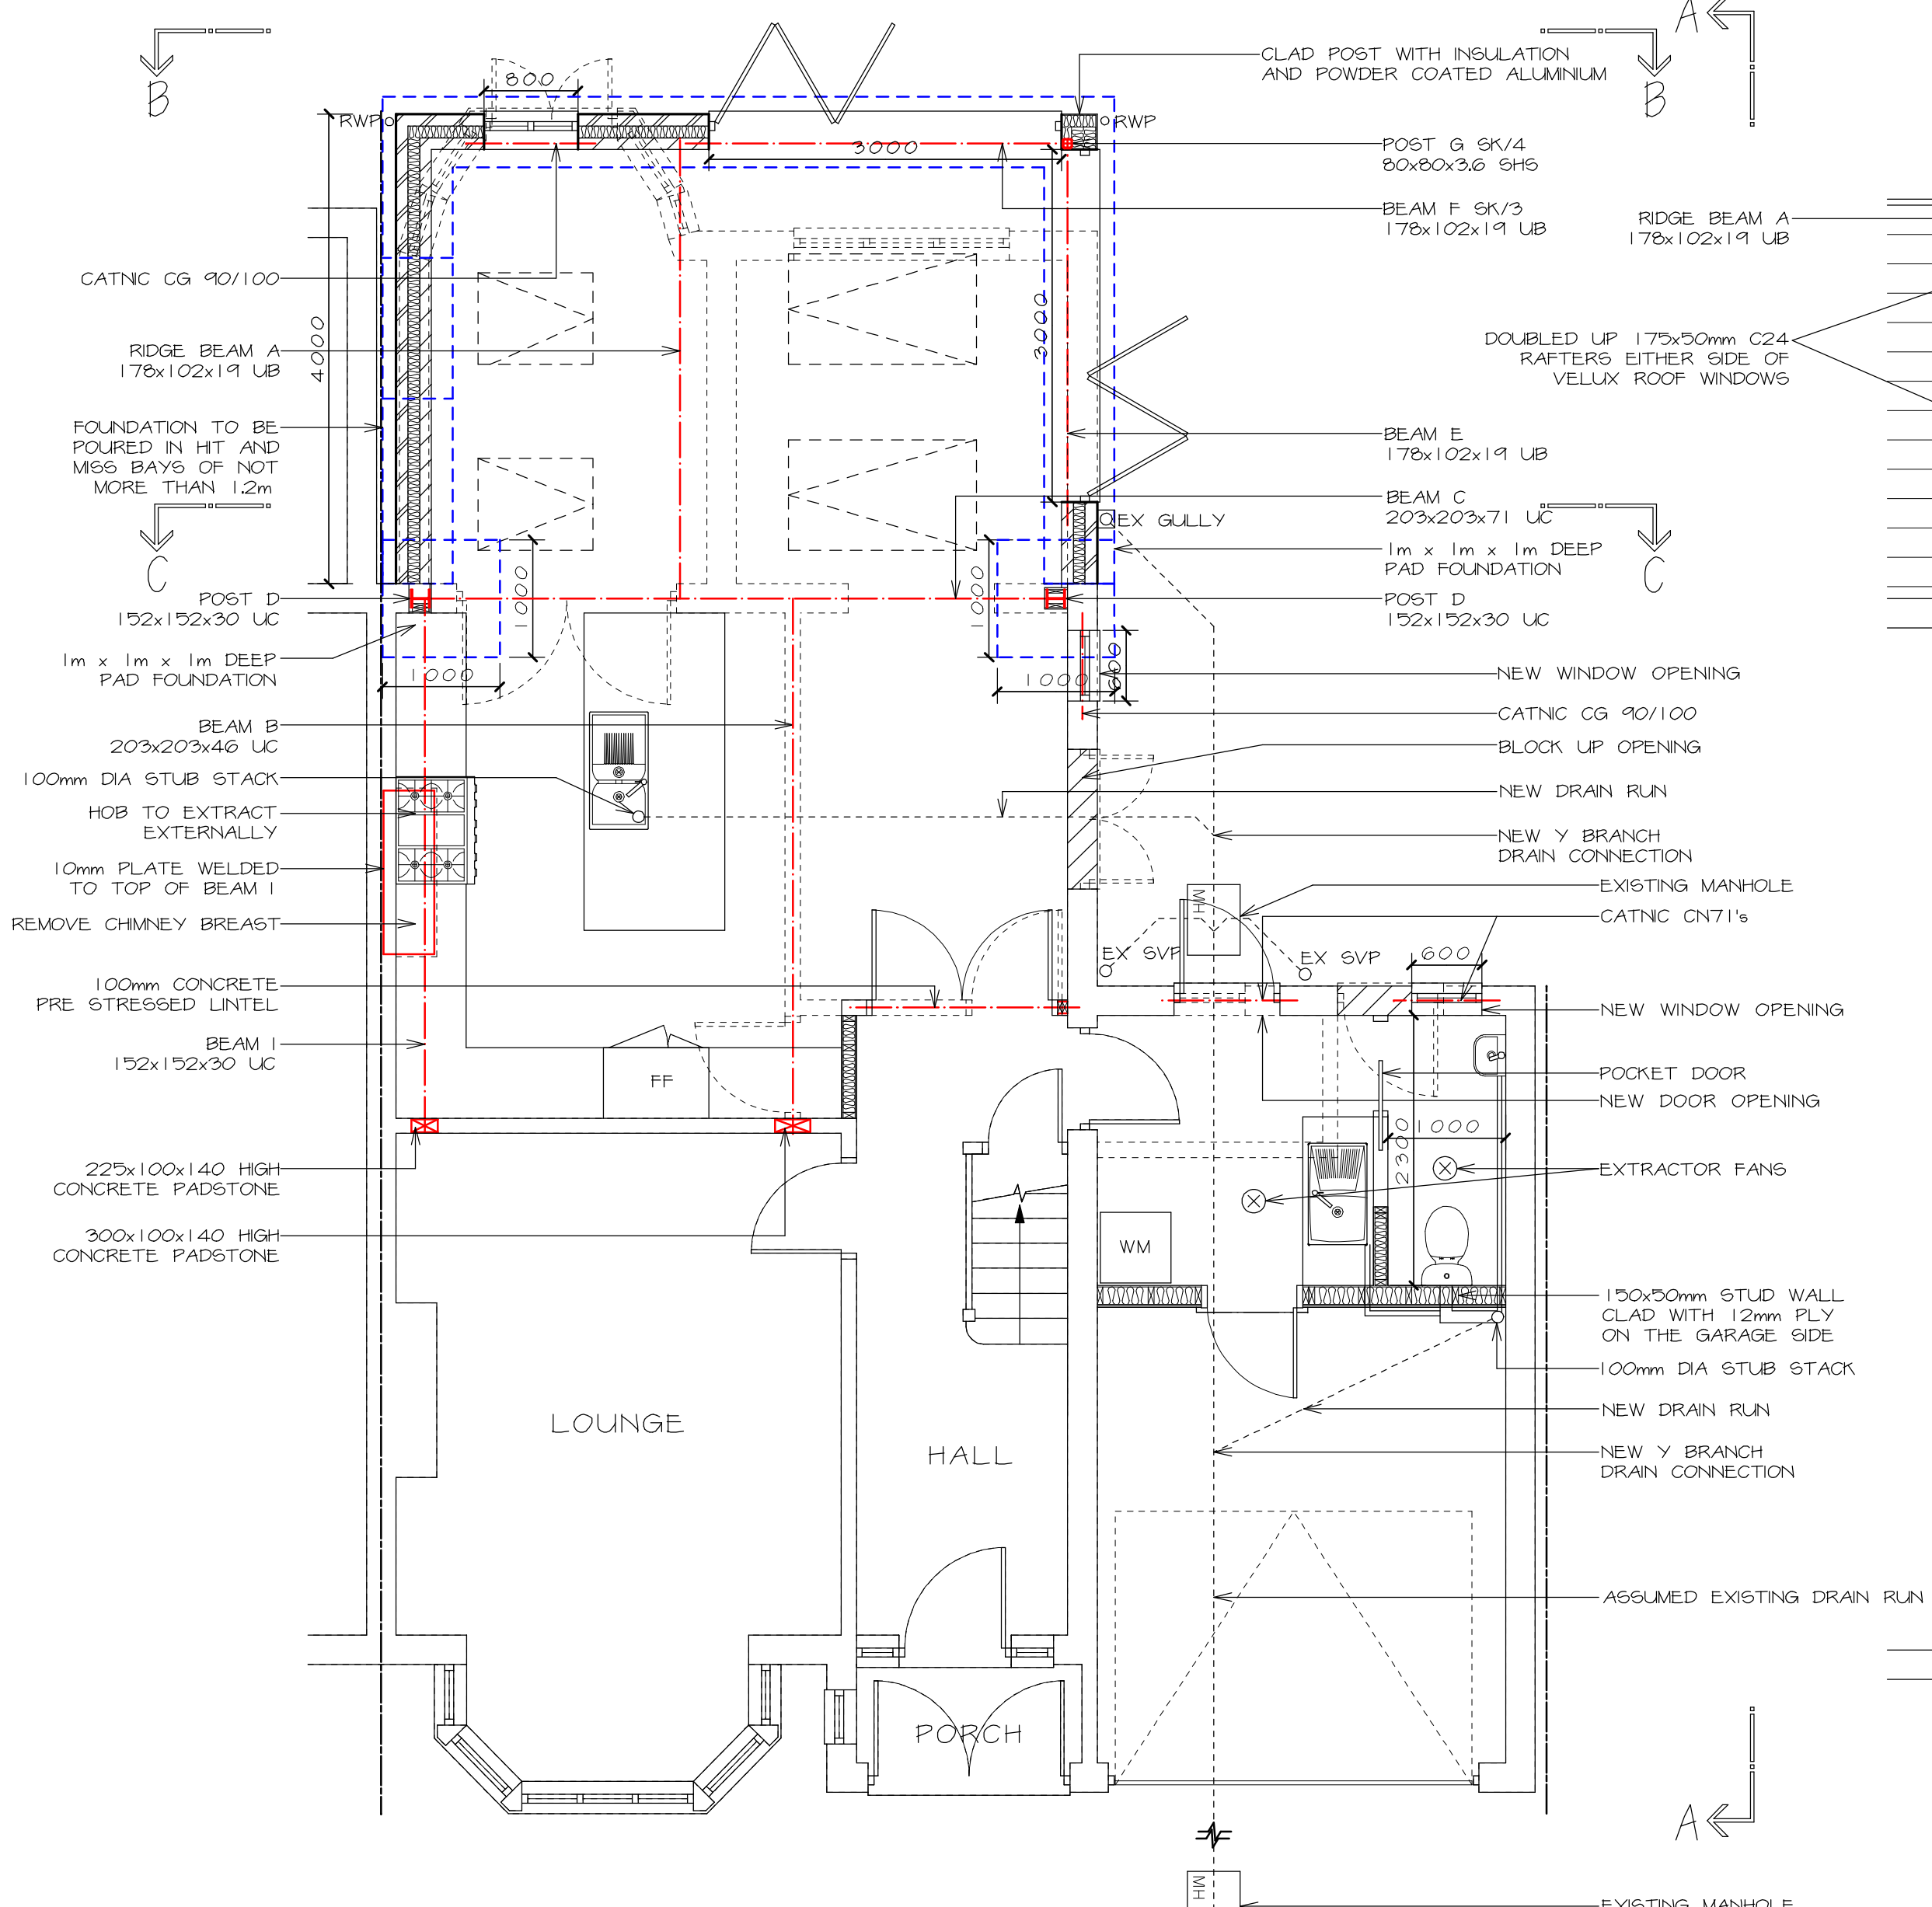 A
B
800
CLAD POST WITH INSULATION
AND POWDER COATED ALUMINIUM
B
RWP
RWP
3000
POST G SK/4
80x80x3.6 SHS
BEAM F SK/3
178x102x19 UB
RIDGE BEAM A
178x102x19 UB
CATNIC CG 90/100
4000
3000
RIDGE BEAM A
178x102x19 UB
DOUBLED UP 175x50mm C24
RAFTERS EITHER SIDE OF
VELUX ROOF WINDOWS
FOUNDATION TO BE
POURED IN HIT AND
MISS BAYS OF NOT
MORE THAN 1.2m
BEAM E
178x102x19 UB
BEAM C
203x203x71 UC
EX GULLY
C
C
1m x 1m x 1m DEEP
PAD FOUNDATION
1000
1000
POST D
152x152x30 UC
POST D
152x152x30 UC
1m x 1m x 1m DEEP
PAD FOUNDATION
1000
1000
600
NEW WINDOW OPENING
CATNIC CG 90/100
BEAM B
203x203x46 UC
BLOCK UP OPENING
100mm DIA STUB STACK
NEW DRAIN RUN
HOB TO EXTRACT
EXTERNALLY
NEW Y BRANCH
DRAIN CONNECTION
10mm PLATE WELDED
TO TOP OF BEAM 1
MH
EXISTING MANHOLE
CATNIC CN71's
REMOVE CHIMNEY BREAST
EX SVP
EX SVP
600
100mm CONCRETE
PRE STRESSED LINTEL
NEW WINDOW OPENING
BEAM 1
152x152x30 UC
FF
POCKET DOOR
NEW DOOR OPENING
1000
2300
225x100x140 HIGH
CONCRETE PADSTONE
EXTRACTOR FANS
300x100x140 HIGH
CONCRETE PADSTONE
WM
150x50mm STUD WALL
CLAD WITH 12mm PLY
ON THE GARAGE SIDE
100mm DIA STUB STACK
NEW DRAIN RUN
LOUNGE
HALL
NEW Y BRANCH
DRAIN CONNECTION
ASSUMED EXISTING DRAIN RUN
PORCH
A
MH
EXISTING MANHOLE